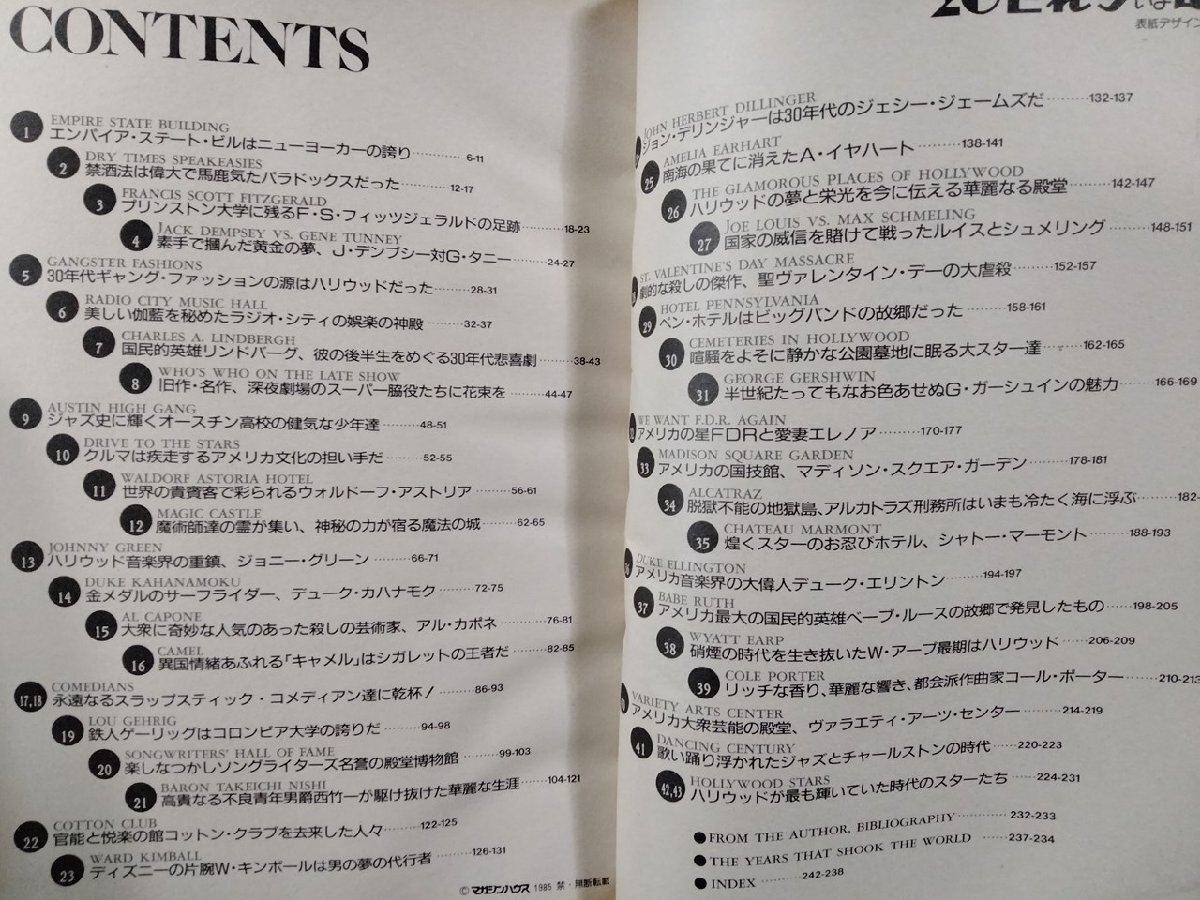 CONTENTS
1 EMPIRE STATE BUILDING
エンパイア・ステート・ビルはニューヨーカーの誇り………… 6-11
2 DRY TIMES SPEAKEASIES
禁酒法は偉大で馬鹿気たパラドックスだった………… 12-17
3 FRANCIS SCOTT FITZGERALD
プリンストン大学に残るF・S・フィッツジェラルドの足跡……… 18-23
4 JACK DEMPSEY VS. GENE TUNNEY
素手で掴んだ黄金の夢、J・デンプシー対G・タニー……… 24-27
5 GANGSTER FASHIONS
30年代ギャング・ファッションの源はハリウッドだった……… 28-31
6 RADIO CITY MUSIC HALL
美しい伽藍を秘めたラジオ・シティの娯楽の神殿……… 32-37
7 CHARLES A. LINDBERGH
国民的英雄リンドバーグ、彼の後半生をめぐる30年代悲喜劇……… 38-43
8 WHO'S WHO ON THE LATE SHOW
旧作・名作、深夜劇場のスーパー脇役たちに花束を……… 44-47
9 AUSTIN HIGH GANG
ジャズ史に輝くオースチン高校の健気な少年達……… 48-51
10 DRIVE TO THE STARS
クルマは疾走するアメリカ文化の担い手だ……… 52-55
11 WALDORF ASTORIA HOTEL
世界の貴賓客で彩られるウォルドーフ・アストリア……… 56-61
12 MAGIC CASTLE
魔術師達の霊が集い、神秘の力が宿る魔法の城……… 62-65
13 JOHNNY GREEN
ハリウッド音楽界の重鎮、ジョニー・グリーン……… 66-71
14 DUKE KAHANAMOKU
金メダルのサーフライダー、デューク・カハナモク……… 72-75
15 AL CAPONE
大衆に奇妙な人気のあった殺しの芸術家、アル・カポネ……… 76-81
16 CAMEL
異国情緒あふれる「キャメル」はシガレットの王者だ……… 82-85
17,18 COMEDIANS
永遠なるスラップスティック・コメディアン達に乾杯！……… 86-93
19 LOU GEHRIG
鉄人ゲーリッグはコロンビア大学の誇りだ……… 94-98
20 SONGWRITERS' HALL OF FAME
楽しなつかしソングライターズ名誉の殿堂博物館……… 99-103
21 BARON TAKEICHI NISHI
高貴なる不良青年男爵西竹一が駆け抜けた華麗な生涯……… 104-121
22 COTTON CLUB
官能と悦楽の館コットン・クラブを去来した人々……… 122-125
23 WARD KIMBALL
ディズニーの片腕W・キンボールは男の夢の代行者……… 126-131
©マガジンハウス 1985 禁・無断転載
表紙デザイン
JOHN HERBERT DILLINGER
ジョン・デリンジャーは30年代のジェシー・ジェームズだ……… 132-137
25 AMELIA EARHART
南海の果てに消えたA・イヤハート……… 138-141
26 THE GLAMOROUS PLACES OF HOLLYWOOD
ハリウッドの夢と栄光を今に伝える華麗なる殿堂……… 142-147
27 JOE LOUIS VS. MAX SCHMELING
国家の威信を賭けて戦ったルイスとシュメリング……… 148-151
ST. VALENTINE'S DAY MASSACRE
劇的な殺しの傑作、聖ヴァレンタイン・デーの大虐殺……… 152-157
29 HOTEL PENNSYLVANIA
ペン・ホテルはビッグバンドの故郷だった……… 158-161
30 CEMETERIES IN HOLLYWOOD
喧騒をよそに静かな公園墓地に眠る大スター達……… 162-165
31 GEORGE GERSHWIN
半世紀たってもなお色あせぬG・ガーシュインの魅力……… 166-169
WE WANT F.D.R. AGAIN
アメリカの星FDRと愛妻エレノア……… 170-177
33 MADISON SQUARE GARDEN
アメリカの国技館、マディソン・スクエア・ガーデン……… 178-181
34 ALCATRAZ
脱獄不能の地獄島、アルカトラズ刑務所はいまも冷たく海に浮ぶ……… 182-
35 CHATEAU MARMONT
煌くスターのお忍びホテル、シャトー・マーモント……… 188-193
DUKE ELLINGTON
アメリカ音楽界の大偉人デューク・エリントン……… 194-197
37 BABE RUTH
アメリカ最大の国民的英雄ベーブ・ルースの故郷で発見したもの……… 198-205
38 WYATT EARP
硝煙の時代を生き抜いたW・アープ最期はハリウッド……… 206-209
39 COLE PORTER
リッチな香り、華麗な響き、都会派作曲家コール・ポーター……… 210-213
VARIETY ARTS CENTER
アメリカ大衆芸能の殿堂、ヴァラエティ・アーツ・センター……… 214-219
41 DANCING CENTURY
歌い踊り浮かれたジャズとチャールストンの時代……… 220-223
42,43 HOLLYWOOD STARS
ハリウッドが最も輝いていた時代のスターたち……… 224-231
●FROM THE AUTHOR, BIBLIOGRAPHY……… 232-233
●THE YEARS THAT SHOOK THE WORLD……… 237-234
●INDEX……… 242-238